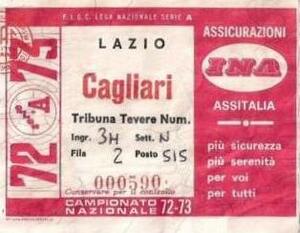 F.I.G.C. LEGA NAZIONALE SERIE A
LAZIO
Cagliari
Tribuna Tevere Num.
Ingr. 3H Sett. N
Fila 2 Posto 515
000590
Conservare per il controllo
CAMPIONATO
NAZIONALE 72-73
72 73
ASSICURAZIONI
INA
ASSITALIA
più sicurezza
più serenità
per voi
per tutti